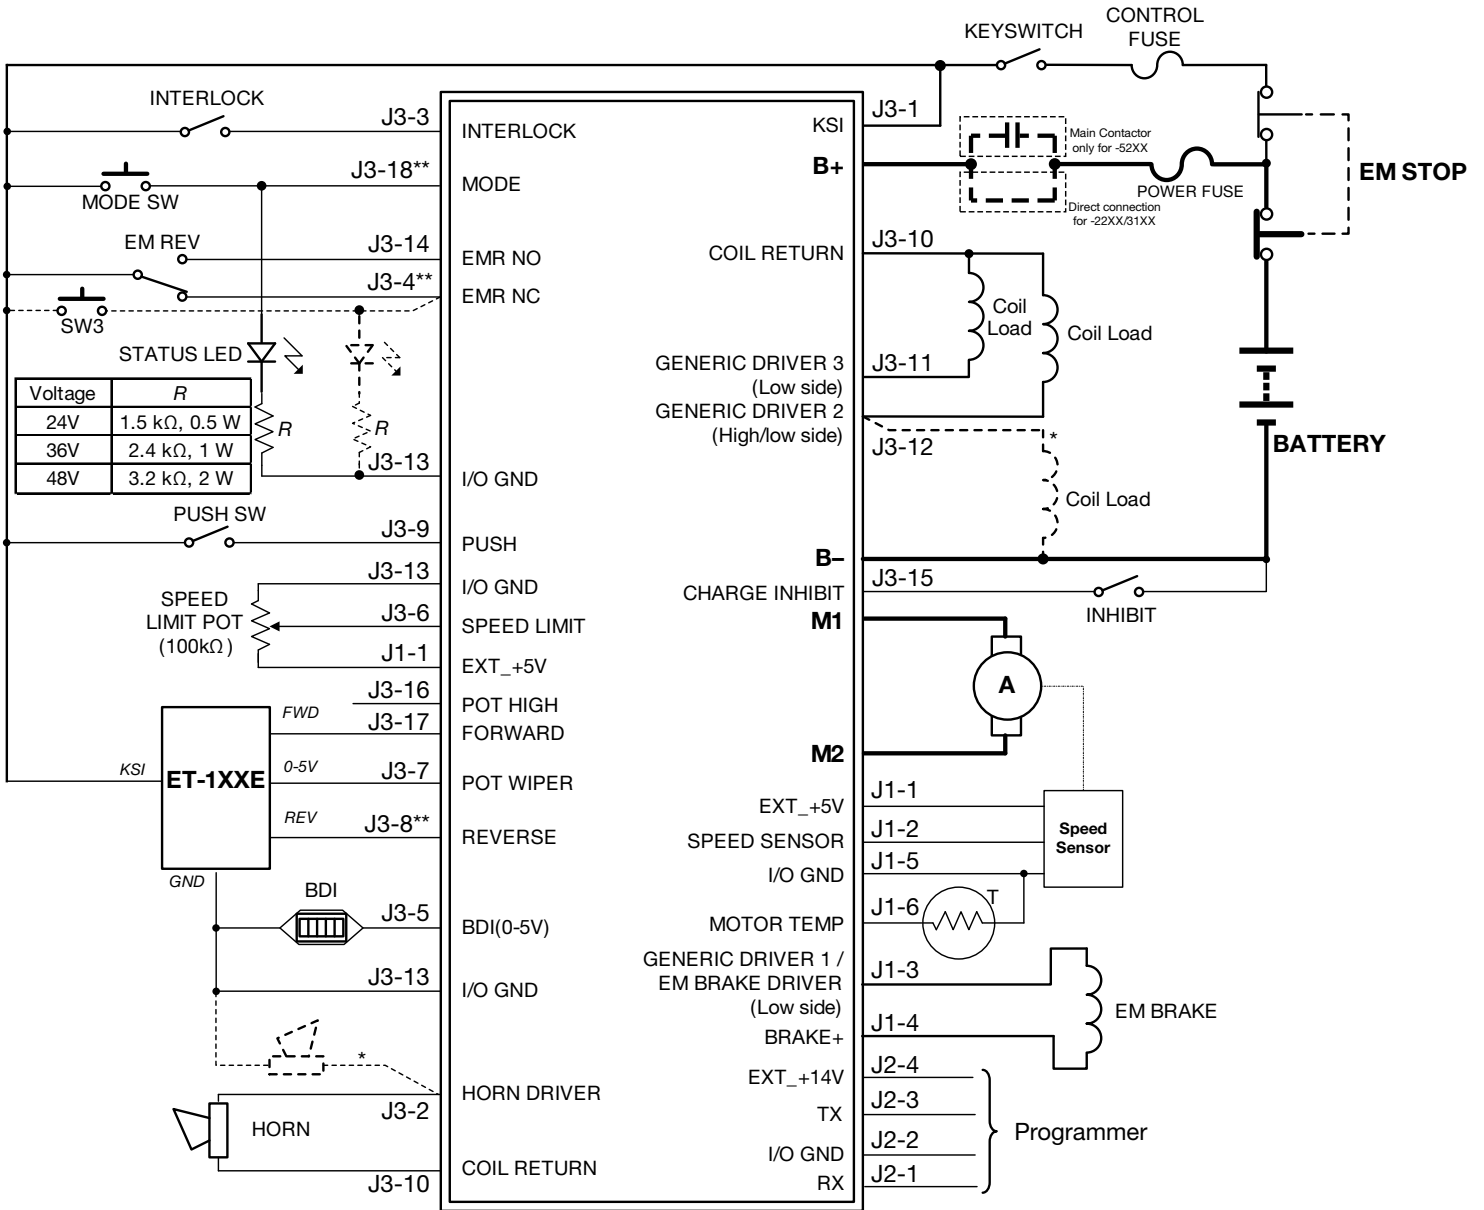 CONTROL
FUSE
KEYSWITCH
INTERLOCK
J3-3
INTERLOCK
J3-18**
MODE
MODE SW
EM REV
J3-14
EMR NO
J3-4**
EMR NC
SW3
STATUS LED
Voltage R
24V 1.5 kΩ, 0.5 W
36V 2.4 kΩ, 1 W
48V 3.2 kΩ, 2 W
R
R
J3-13
I/O GND
PUSH SW
J3-9
PUSH
J3-13
I/O GND
SPEED
LIMIT POT
(100kΩ)
J3-6
SPEED LIMIT
J1-1
EXT_+5V
J3-16
POT HIGH
FWD
J3-17
FORWARD
KSI
ET-1XXE
0-5V
J3-7
POT WIPER
REV
J3-8**
REVERSE
GND
BDI
J3-5
BDI(0-5V)
J3-13
I/O GND
*
HORN DRIVER
J3-2
HORN
COIL RETURN
J3-10
KSI
J3-1
B+
Main Contactor
only for -52XX
POWER FUSE
Direct connection
for -22XX/31XX
EM STOP
COIL RETURN
J3-10
Coil
Load
Coil Load
GENERIC DRIVER 3
(Low side)
J3-11
GENERIC DRIVER 2
(High/low side)
J3-12
*
Coil Load
BATTERY
B–
CHARGE INHIBIT
J3-15
INHIBIT
M1
A
M2
EXT_+5V
J1-1
SPEED SENSOR
J1-2
I/O GND
J1-5
Speed
Sensor
MOTOR TEMP
J1-6
T
GENERIC DRIVER 1 /
EM BRAKE DRIVER
(Low side)
J1-3
BRAKE+
J1-4
EM BRAKE
EXT_+14V
J2-4
TX
J2-3
I/O GND
J2-2
RX
J2-1
Programmer